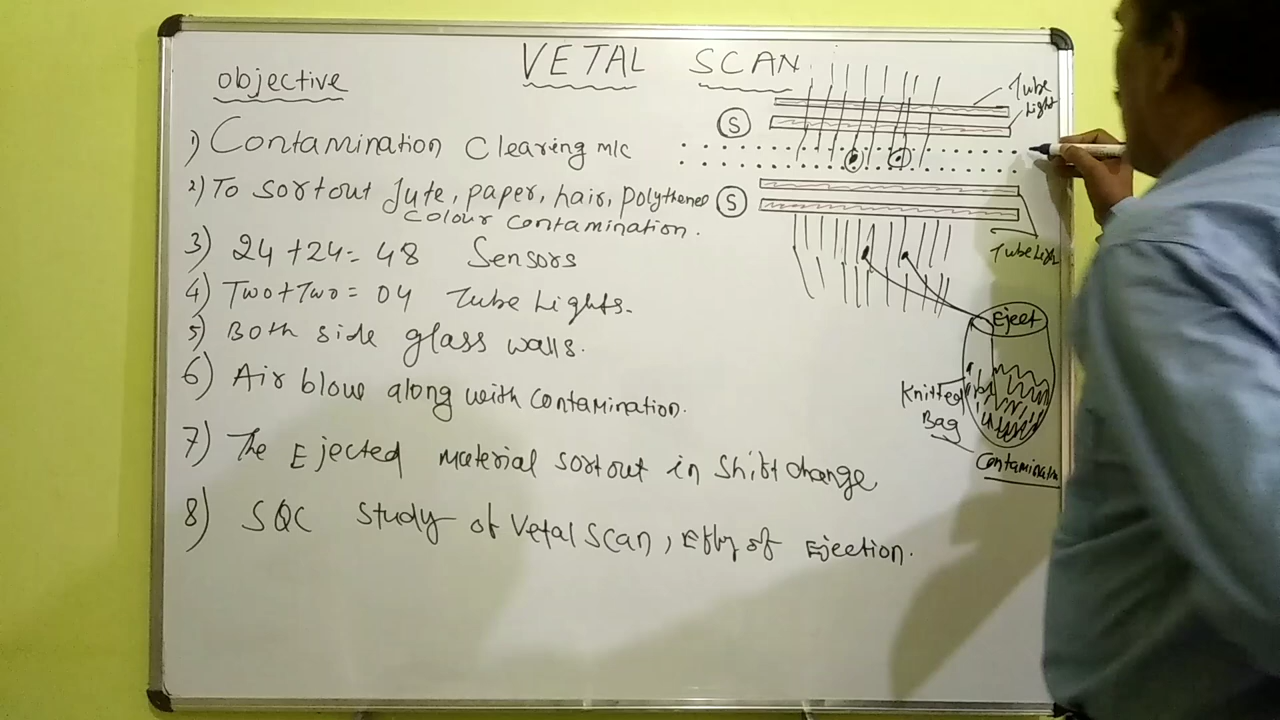 VETAL SCAN
objective
1) Contamination Clearing m/c
2) To sortout Jute, paper, hair, polythened
colour contamination.
3) 24+24= 48 Sensors
4) Two+Two= 04 Tube Lights.
5) Both side glass walls.
6) Air blow along with contamination.
7) The Ejected Material sortout in Shift change
8) SQC Study of Vetal Scan, Effy of Ejection.
Tube
Light
S
S
Tube Ligh
Eject
Knitted
Bag
Contaminatn